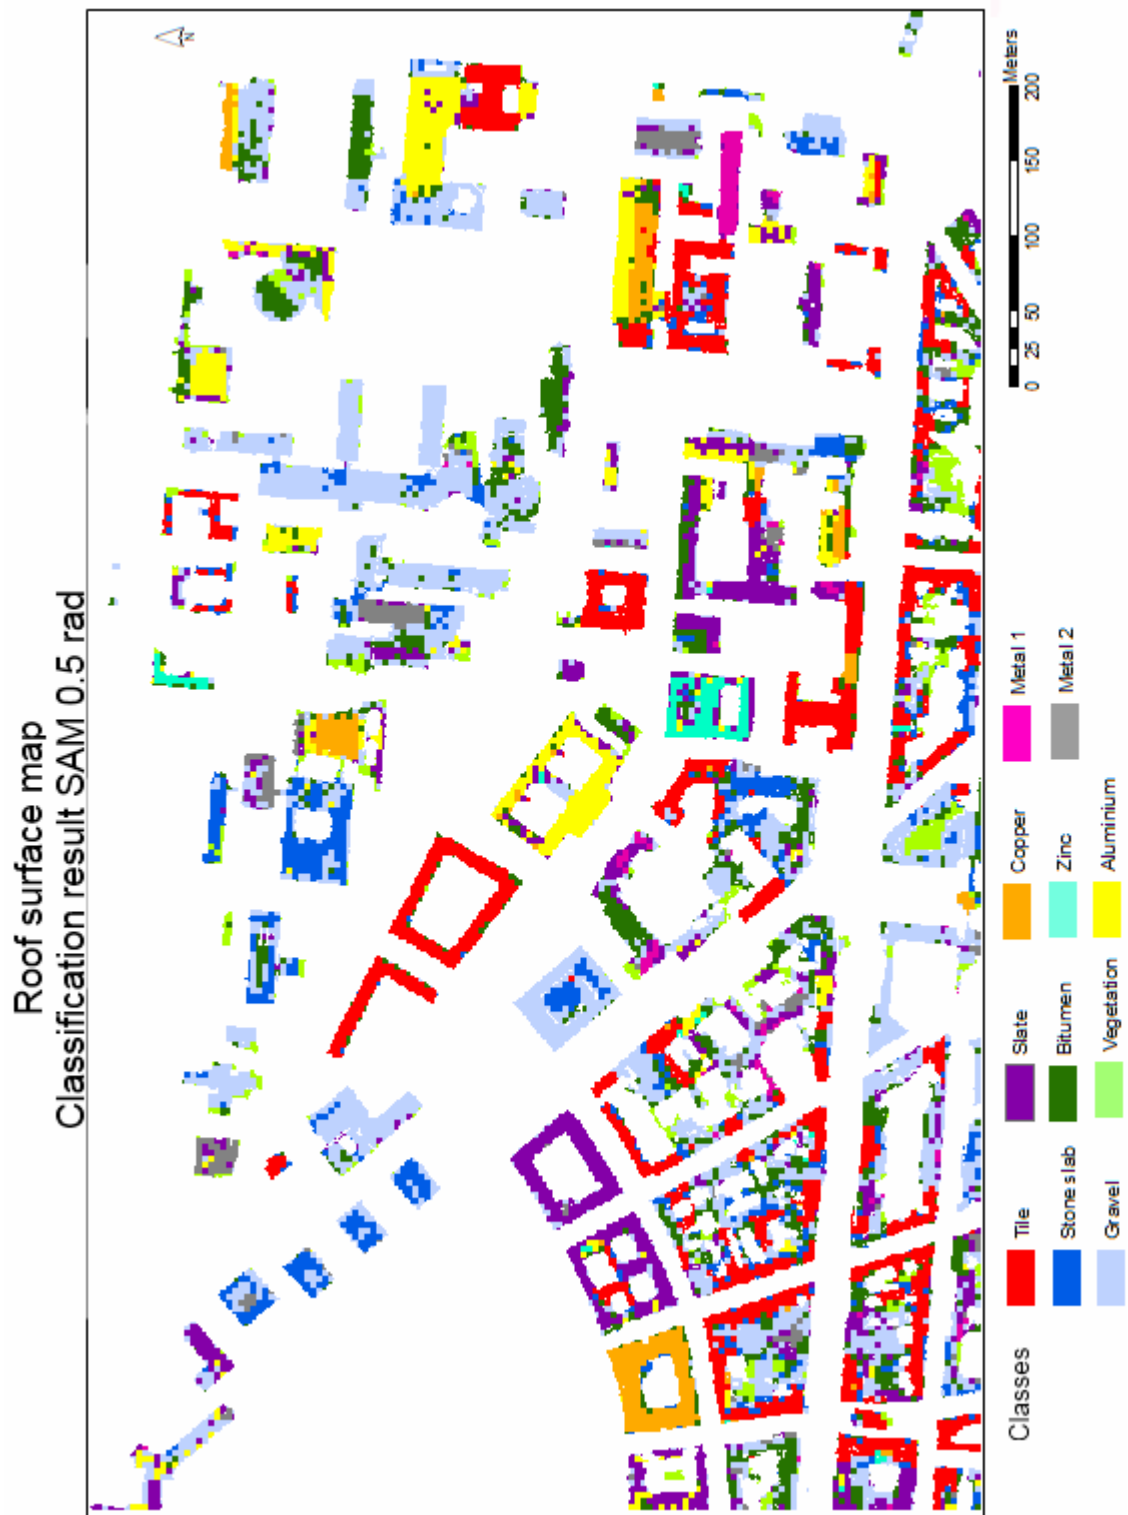 Roof surface map
Classification result SAM 0.5 rad
N
Classes
Tile
Slate
Copper
Metal 1
Stone slab
Bitumen
Zinc
Metal 2
Gravel
Vegetation
Aluminium
0 25 50 100 150 200
Meters